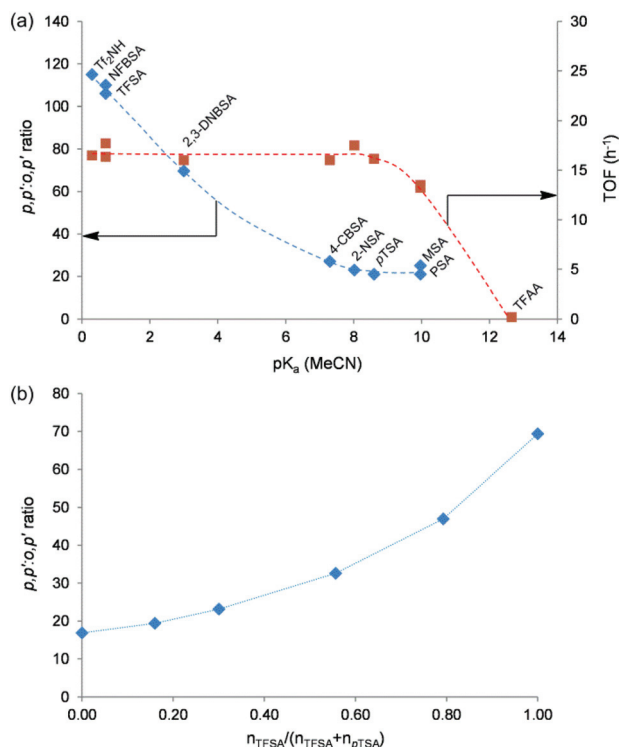 (a)
140
120
100
80
60
40
20
0
p,p':o,p' ratio
Tf₂NH
NFBSA
TFSA
2,3-DNBSA
4-CBSA
2-NSA
pTSA
MSA
PSA
TFAA
30
25
20
15
10
5
0
TOF (h⁻¹)
0 2 4 6 8 10 12 14
pKₐ (MeCN)
(b)
80
70
60
50
40
30
20
10
0
p,p':o,p' ratio
0.00 0.20 0.40 0.60 0.80 1.00
n_TFSA/(n_TFSA+n_pTSA)